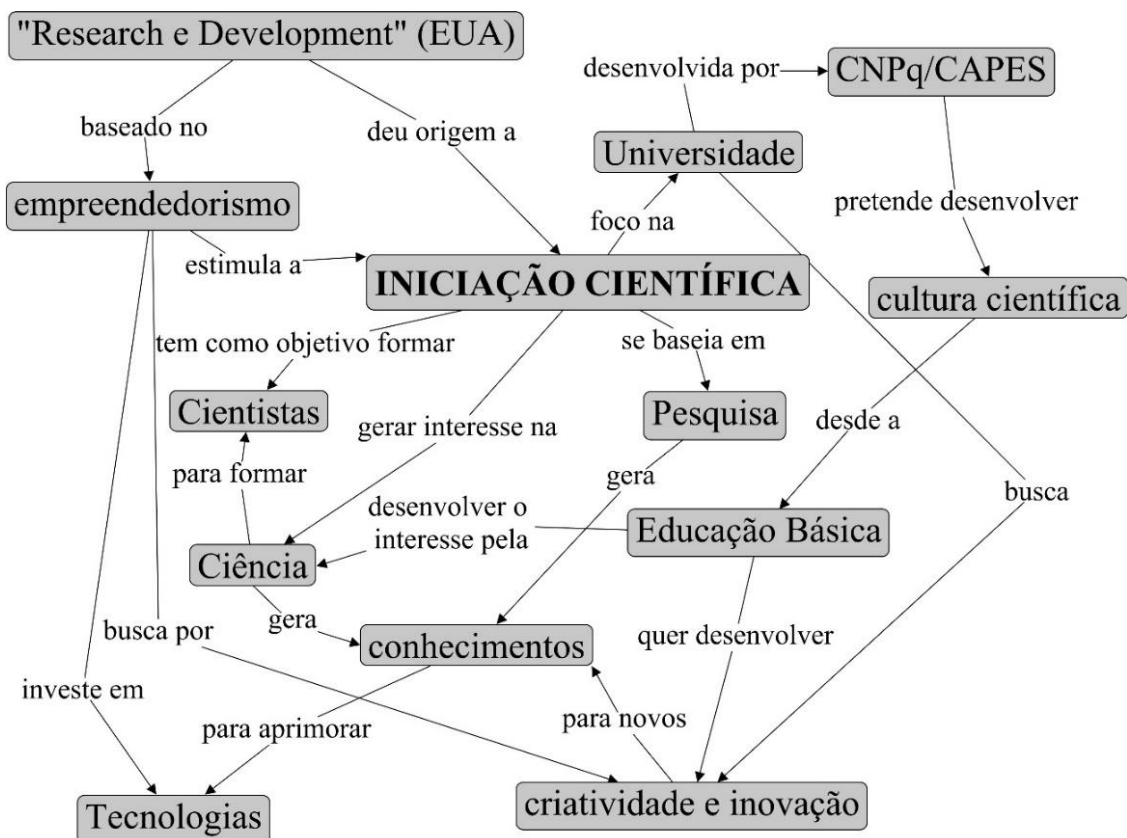 "Research e Development" (EUA)
desenvolvida por
CNPq/CAPES
baseado no
deu origem a
Universidade
empreendedorismo
foco na
pretende desenvolver
estimula a
INICIAÇÃO CIENTÍFICA
cultura científica
tem como objetivo formar
se baseia em
Cientistas
Pesquisa
gerar interesse na
desde a
para formar
gera
busca
desenvolver o
interesse pela
Educação Básica
Ciência
gera
busca por
conhecimentos
quer desenvolver
investe em
para aprimorar
para novos
Tecnologias
criatividade e inovação